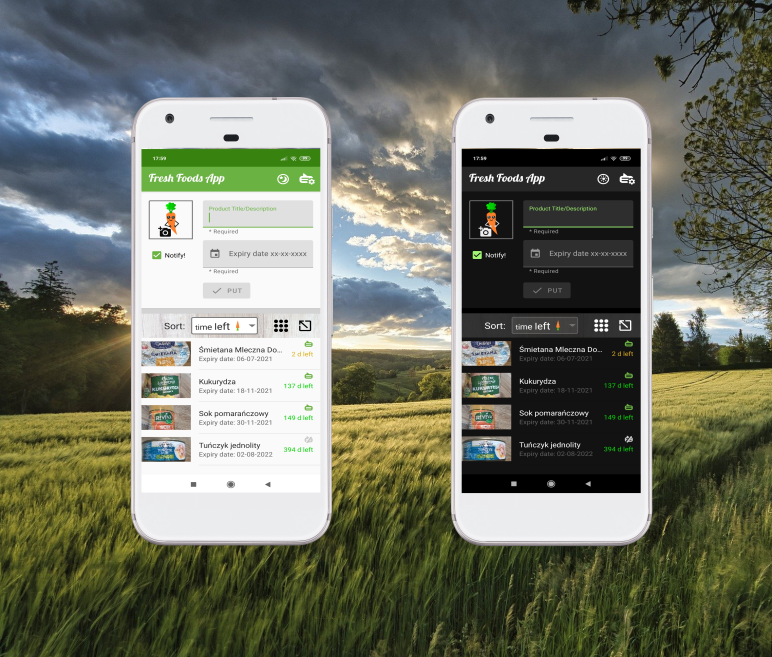 17:59
Fresh Foods App
Product Title/Description
* Required
Notify!
Expiry date xx-xx-xxxx
* Required
PUT
Sort: time left
Śmietana Mleczna Do...
Expiry date: 06-07-2021
2 d left
Kukurydza
Expiry date: 18-11-2021
137 d left
Sok pomarańczowy
Expiry date: 30-11-2021
149 d left
Tuńczyk jednolity
Expiry date: 02-08-2022
394 d left
17:59
Fresh Foods App
Product Title/Description
* Required
Notify!
Expiry date xx-xx-xxxx
* Required
PUT
Sort: time left
Śmietana Mleczna Do...
Expiry date: 06-07-2021
2 d left
Kukurydza
Expiry date: 18-11-2021
137 d left
Sok pomarańczowy
Expiry date: 30-11-2021
149 d left
Tuńczyk jednolity
Expiry date: 02-08-2022
394 d left